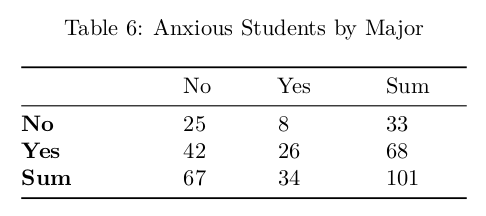 Table 6: Anxious Students by Major
No Yes Sum
No 25 8 33
Yes 42 26 68
Sum 67 34 101